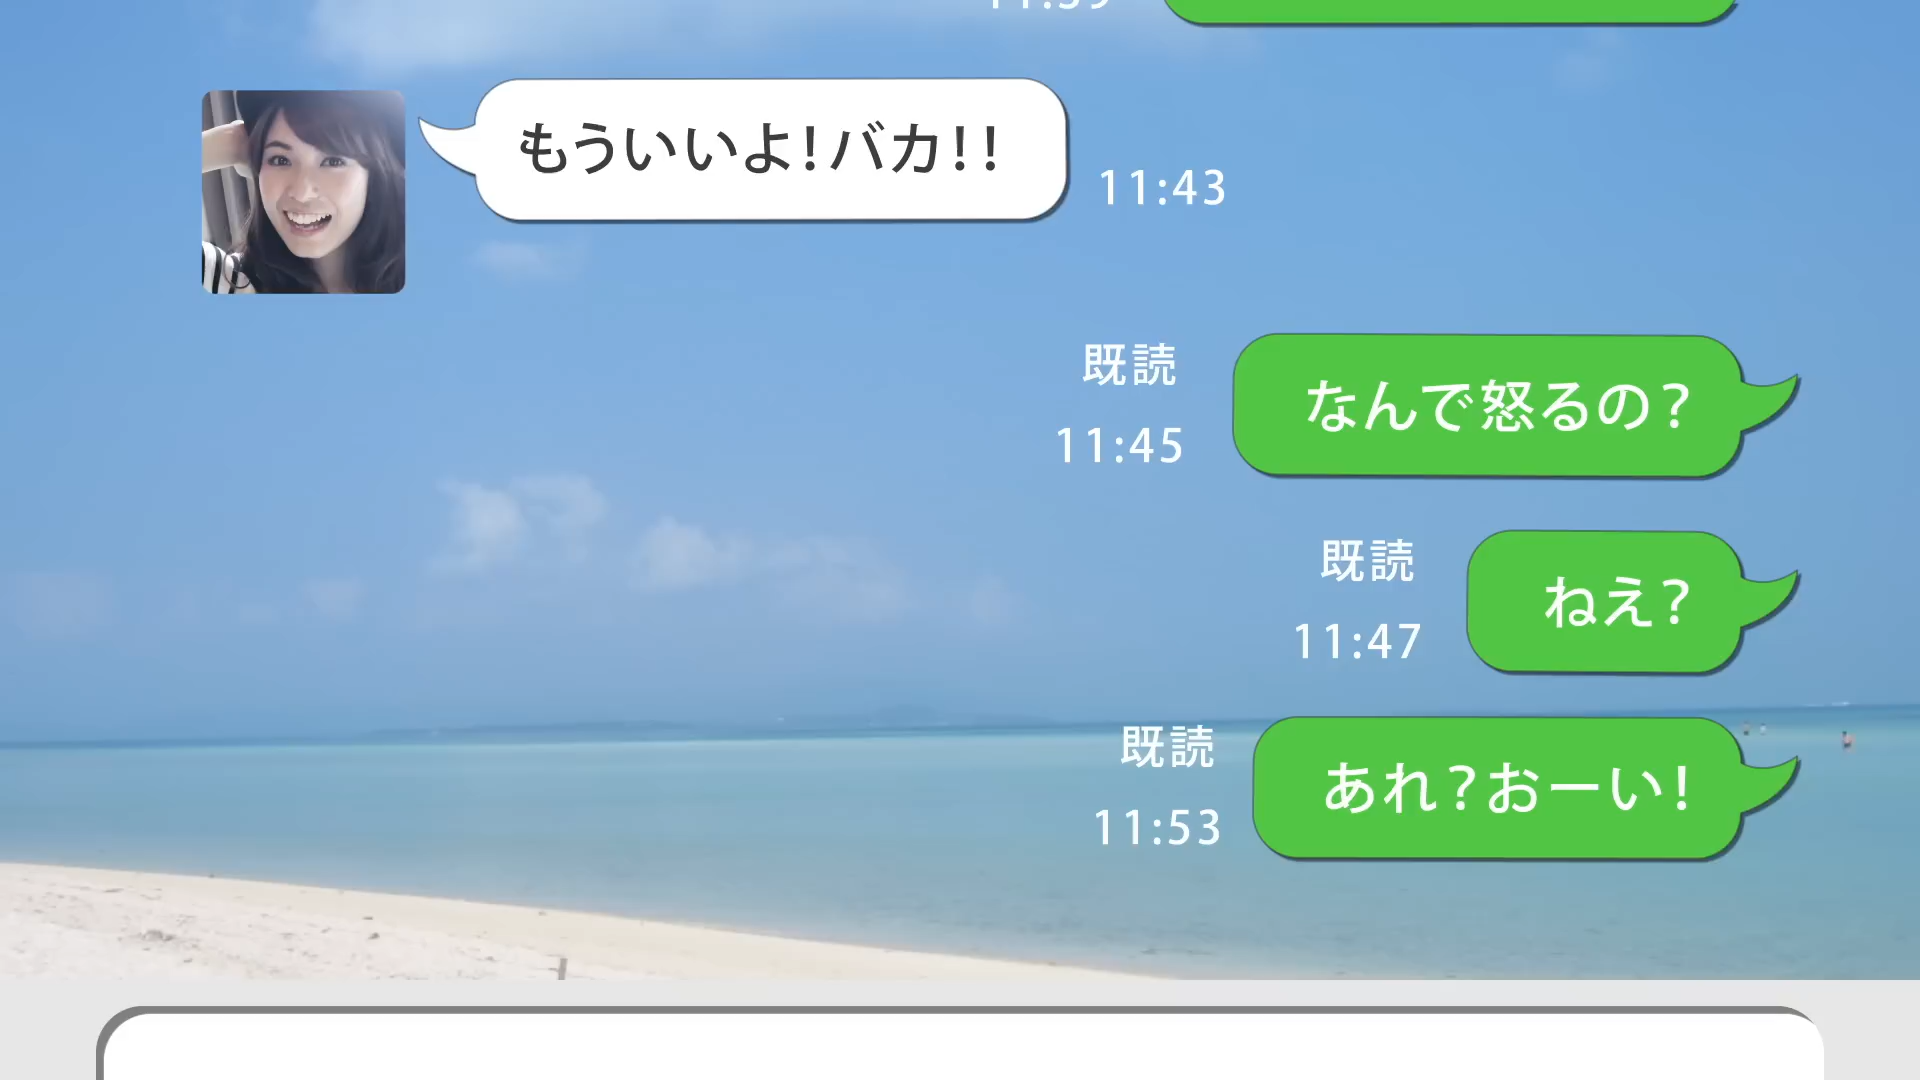 もういいよ!バカ!!
11:43
既読
11:45
なんで怒るの?
既読
11:47
ねえ?
既読
11:53
あれ?おーい!